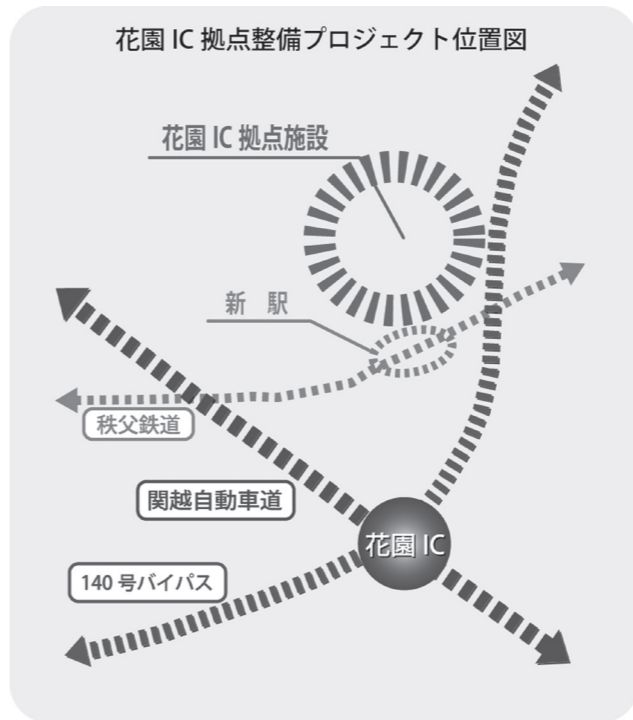 花園 IC 拠点整備プロジェクト位置図
花園 IC 拠点施設
新　駅
秩父鉄道
関越自動車道
花園 IC
140 号バイパス